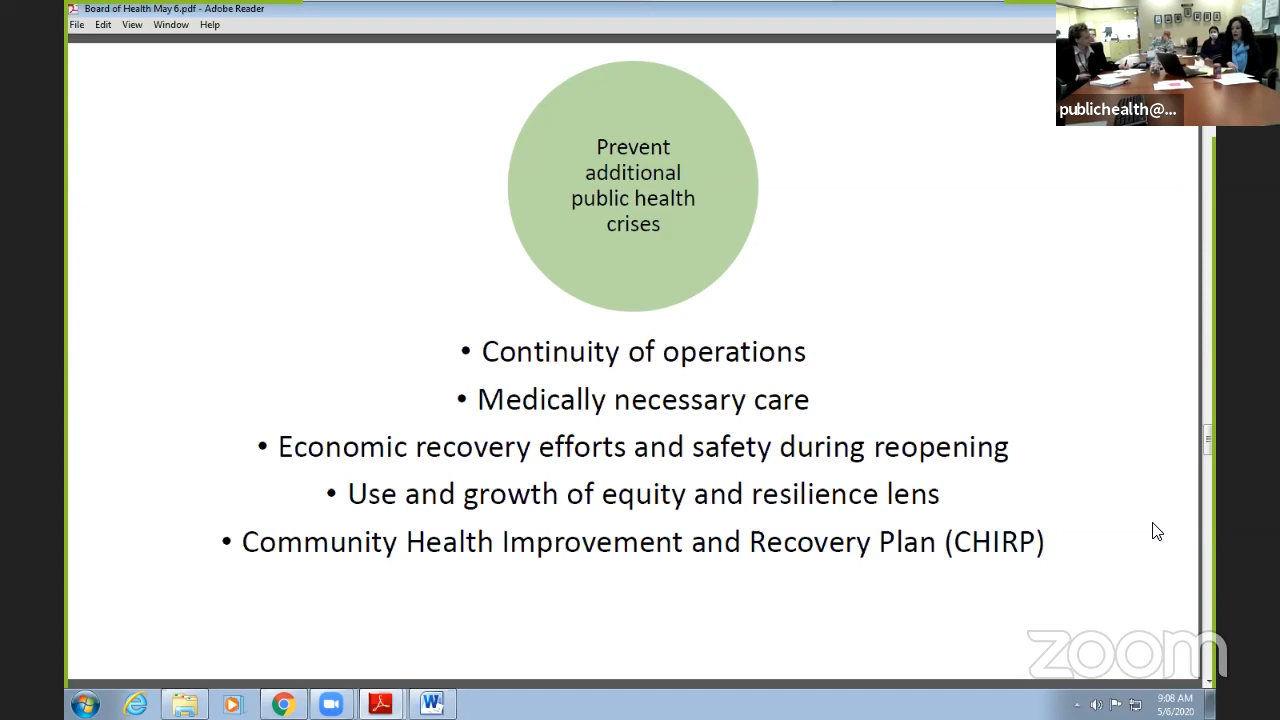 Board of Health May 6.pdf - Adobe Reader
File Edit View Window Help
publichealth@...
Prevent
additional
public health
crises
• Continuity of operations
• Medically necessary care
• Economic recovery efforts and safety during reopening
• Use and growth of equity and resilience lens
• Community Health Improvement and Recovery Plan (CHIRP)
zoom
9:08 AM
5/6/2020